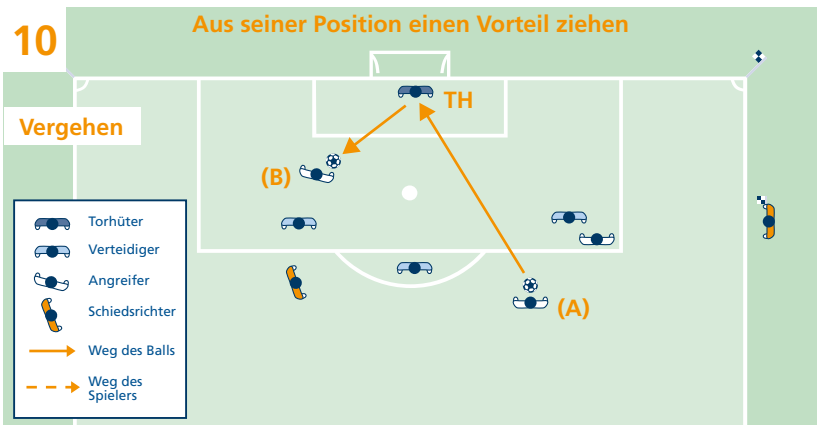 10
Aus seiner Position einen Vorteil ziehen
TH
Vergehen
(B)
Torhüter
Verteidiger
Angreifer
Schiedsrichter
(A)
Weg des Balls
Weg des
Spielers